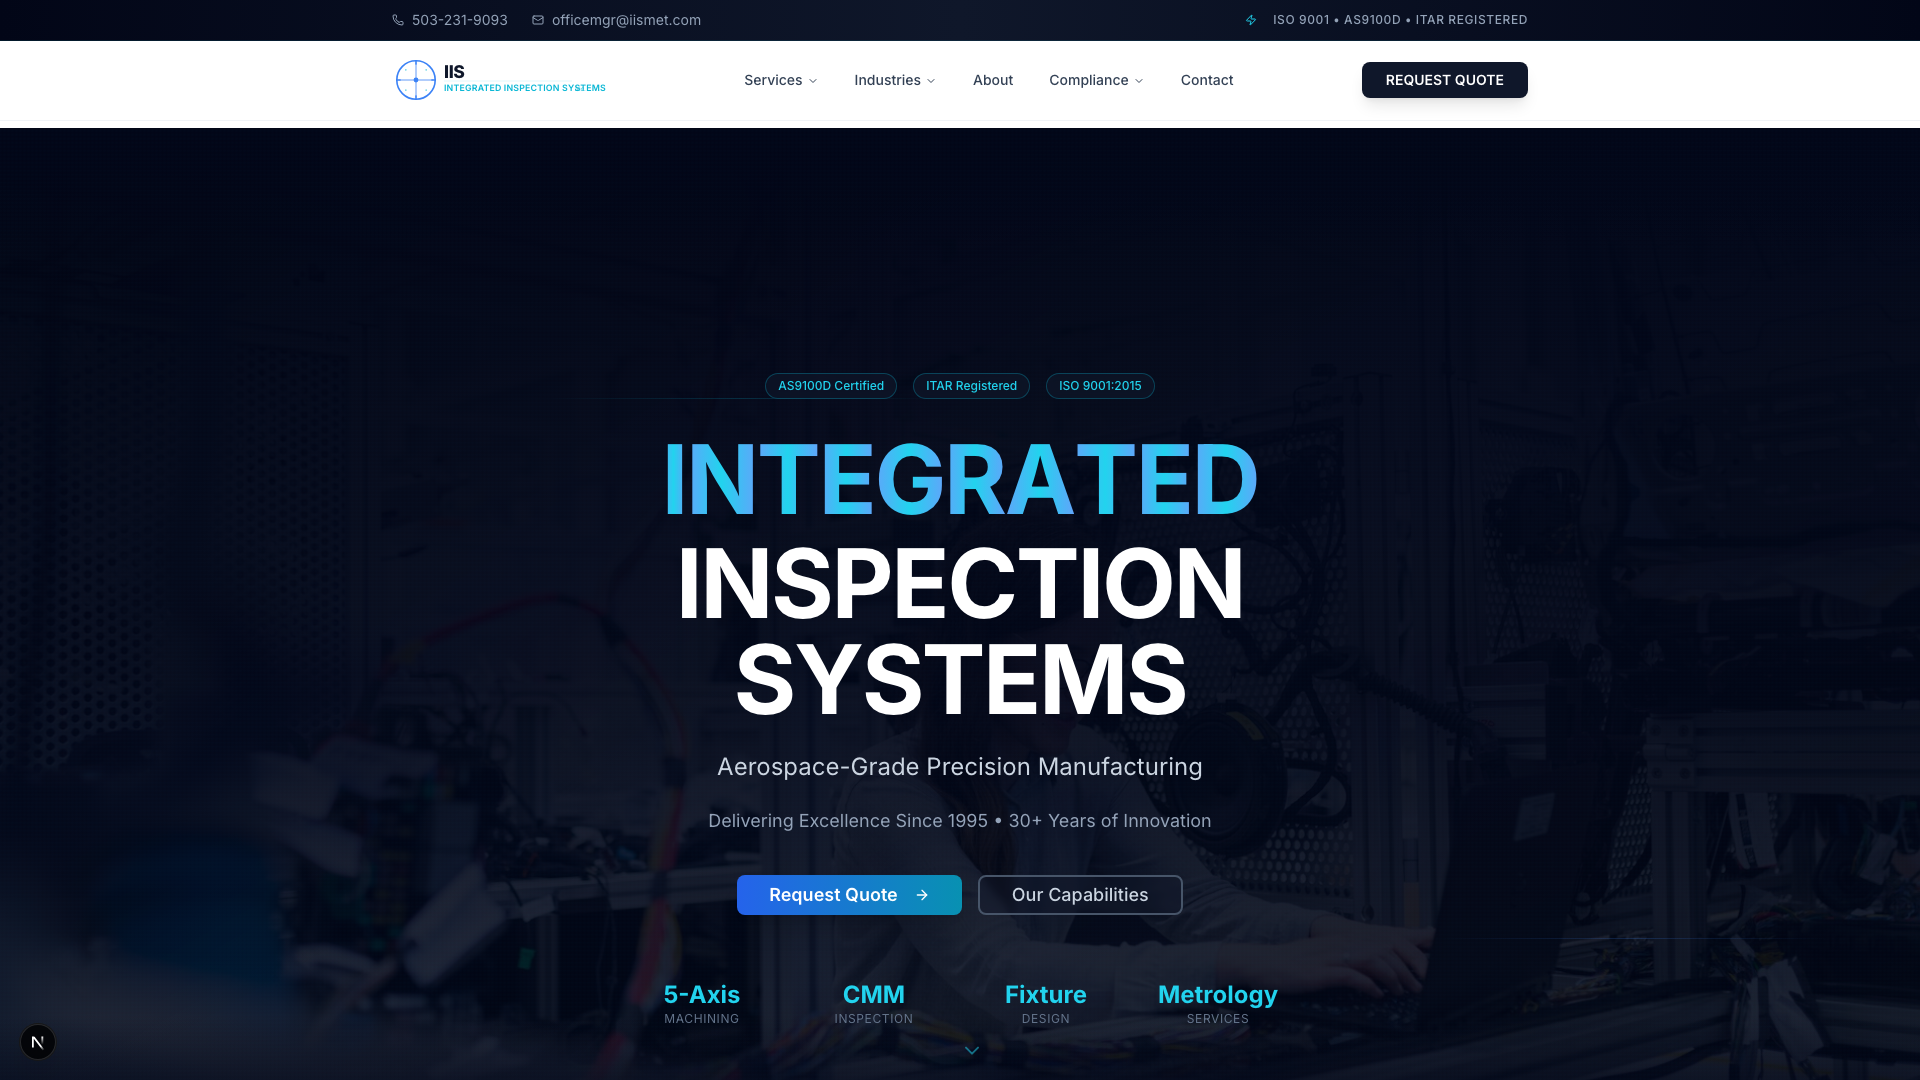 503-231-9093
officemgr@iismet.com
ISO 9001 • AS9100D • ITAR REGISTERED
IIS
INTEGRATED INSPECTION SYSTEMS
Services
Industries
About
Compliance
Contact
REQUEST QUOTE
AS9100D Certified
ITAR Registered
ISO 9001:2015
INTEGRATED
INSPECTION
SYSTEMS
Aerospace-Grade Precision Manufacturing
Delivering Excellence Since 1995 • 30+ Years of Innovation
Request Quote
Our Capabilities
5-Axis
MACHINING
CMM
INSPECTION
Fixture
DESIGN
Metrology
SERVICES
N